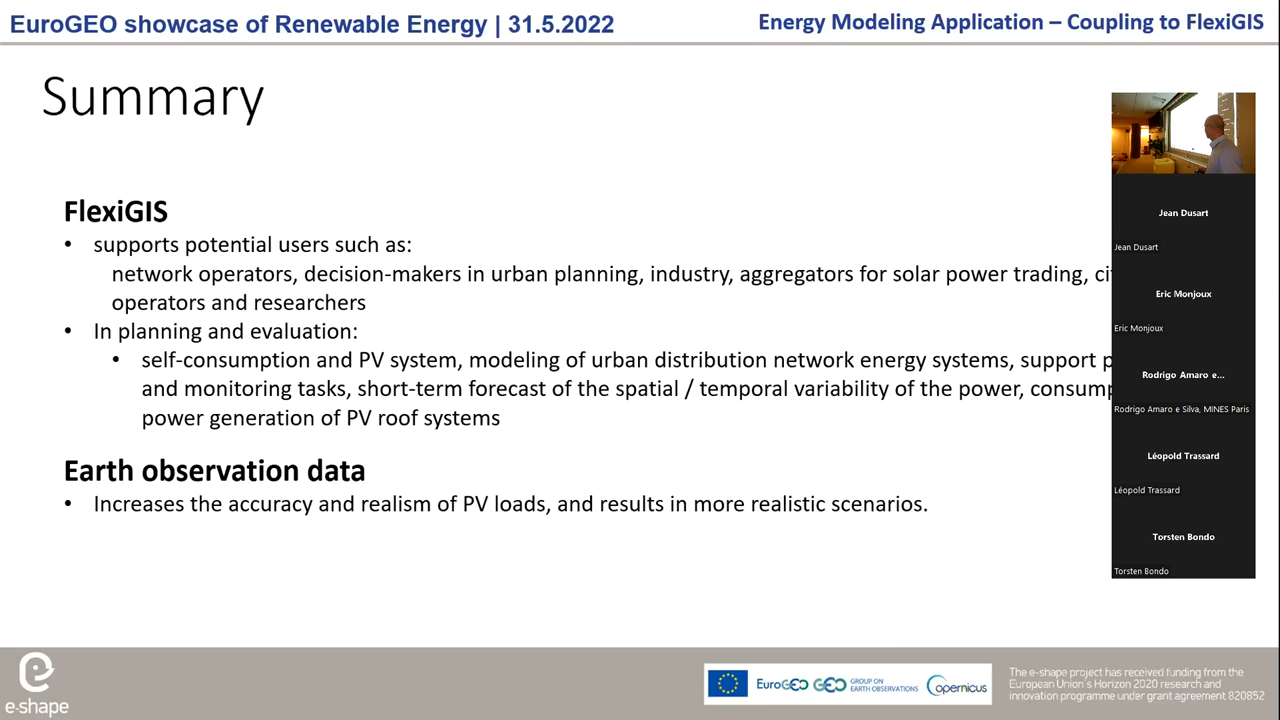 EuroGEO showcase of Renewable Energy | 31.5.2022
Energy Modeling Application – Coupling to FlexiGIS
Summary
FlexiGIS
• supports potential users such as:
network operators, decision-makers in urban planning, industry, aggregators for solar power trading,
operators and researchers
• In planning and evaluation:
• self-consumption and PV system, modeling of urban distribution network energy systems, support
and monitoring tasks, short-term forecast of the spatial / temporal variability of the power,
power generation of PV roof systems
Earth observation data
• Increases the accuracy and realism of PV loads, and results in more realistic scenarios.
Jean Dusart
Jean Dusart
Eric Monjoux
Eric Monjoux
Rodrigo Amaro e...
Rodrigo Amaro e Silva, MINES Paris
Léopold Trassard
Léopold Trassard
Torsten Bondo
Torsten Bondo
e-shape
EuroGEO
GEO GROUP ON
EARTH OBSERVATIONS
Copernicus
The e-shape project has received funding from the
European Union's Horizon 2020 research and
innovation programme under grant agreement 820852